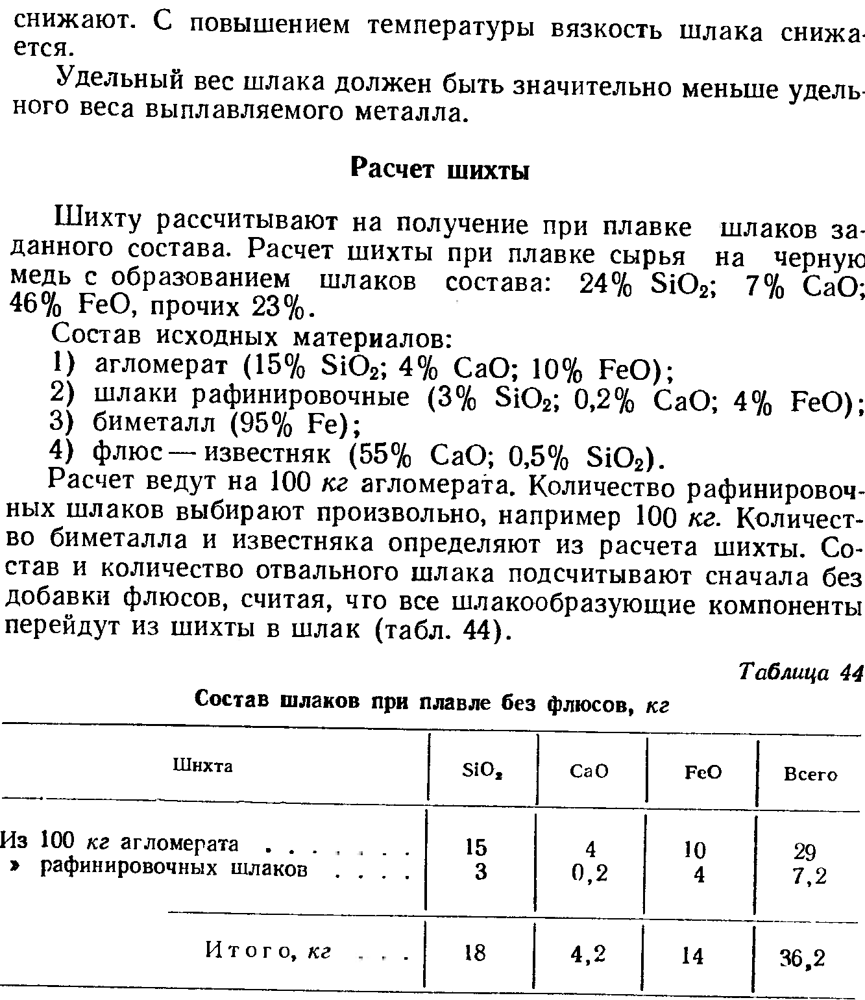 снижают. С повышением температуры вязкость шлака снижа-
ется.
Удельный вес шлака должен быть значительно меньше удель-
ного веса выплавляемого металла.
Расчет шихты
Шихту рассчитывают на получение при плавке шлаков за-
данного состава. Расчет шихты при плавке сырья на черную
медь с образованием шлаков состава: 24% SiO₂; 7% CaO;
46% FeO, прочих 23%.
Состав исходных материалов:
1) агломерат (15% SiO₂; 4% CaO; 10% FeO);
2) шлаки рафинировочные (3% SiO₂; 0,2% CaO; 4% FeO);
3) биметалл (95% Fe);
4) флюс — известняк (55% CaO; 0,5% SiO₂).
Расчет ведут на 100 кг агломерата. Количество рафинировоч-
ных шлаков выбирают произвольно, например 100 кг. Количест-
во биметалла и известняка определяют из расчета шихты. Со-
став и количество отвального шлака подсчитывают сначала без
добавки флюсов, считая, что все шлакообразующие компоненты
перейдут из шихты в шлак (табл. 44).
Таблица 44
Состав шлаков при плавле без флюсов, кг
Шихта SiO₂ CaO FeO Всего
Из 100 кг агломерата . . . . . . . 15 4 10 29
» рафинировочных шлаков . . . . 3 0,2 4 7,2
Итого, кг . . . 18 4,2 14 36,2